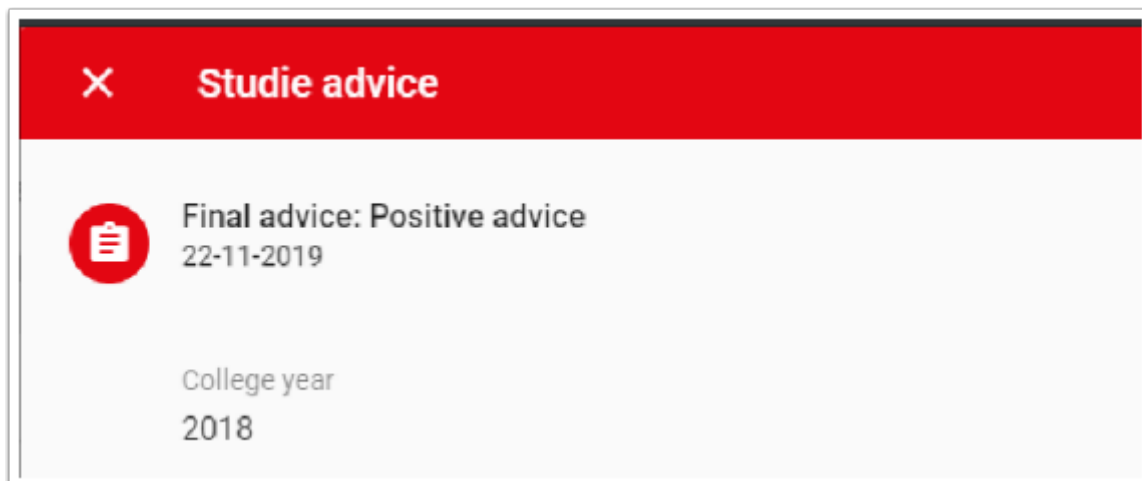 Studie advice
Final advice: Positive advice
22-11-2019
College year
2018